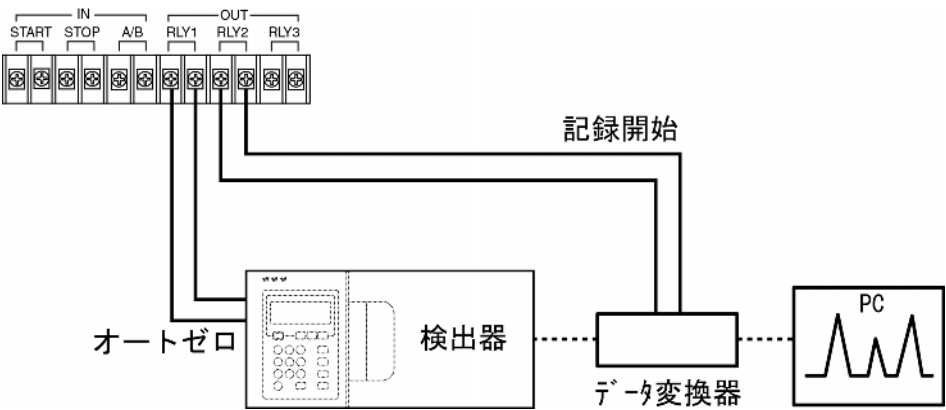 IN OUT
START STOP A/B RLY1 RLY2 RLY3
記録開始
オートゼロ
検出器
PC
ﾃﾞｰﾀ変換器